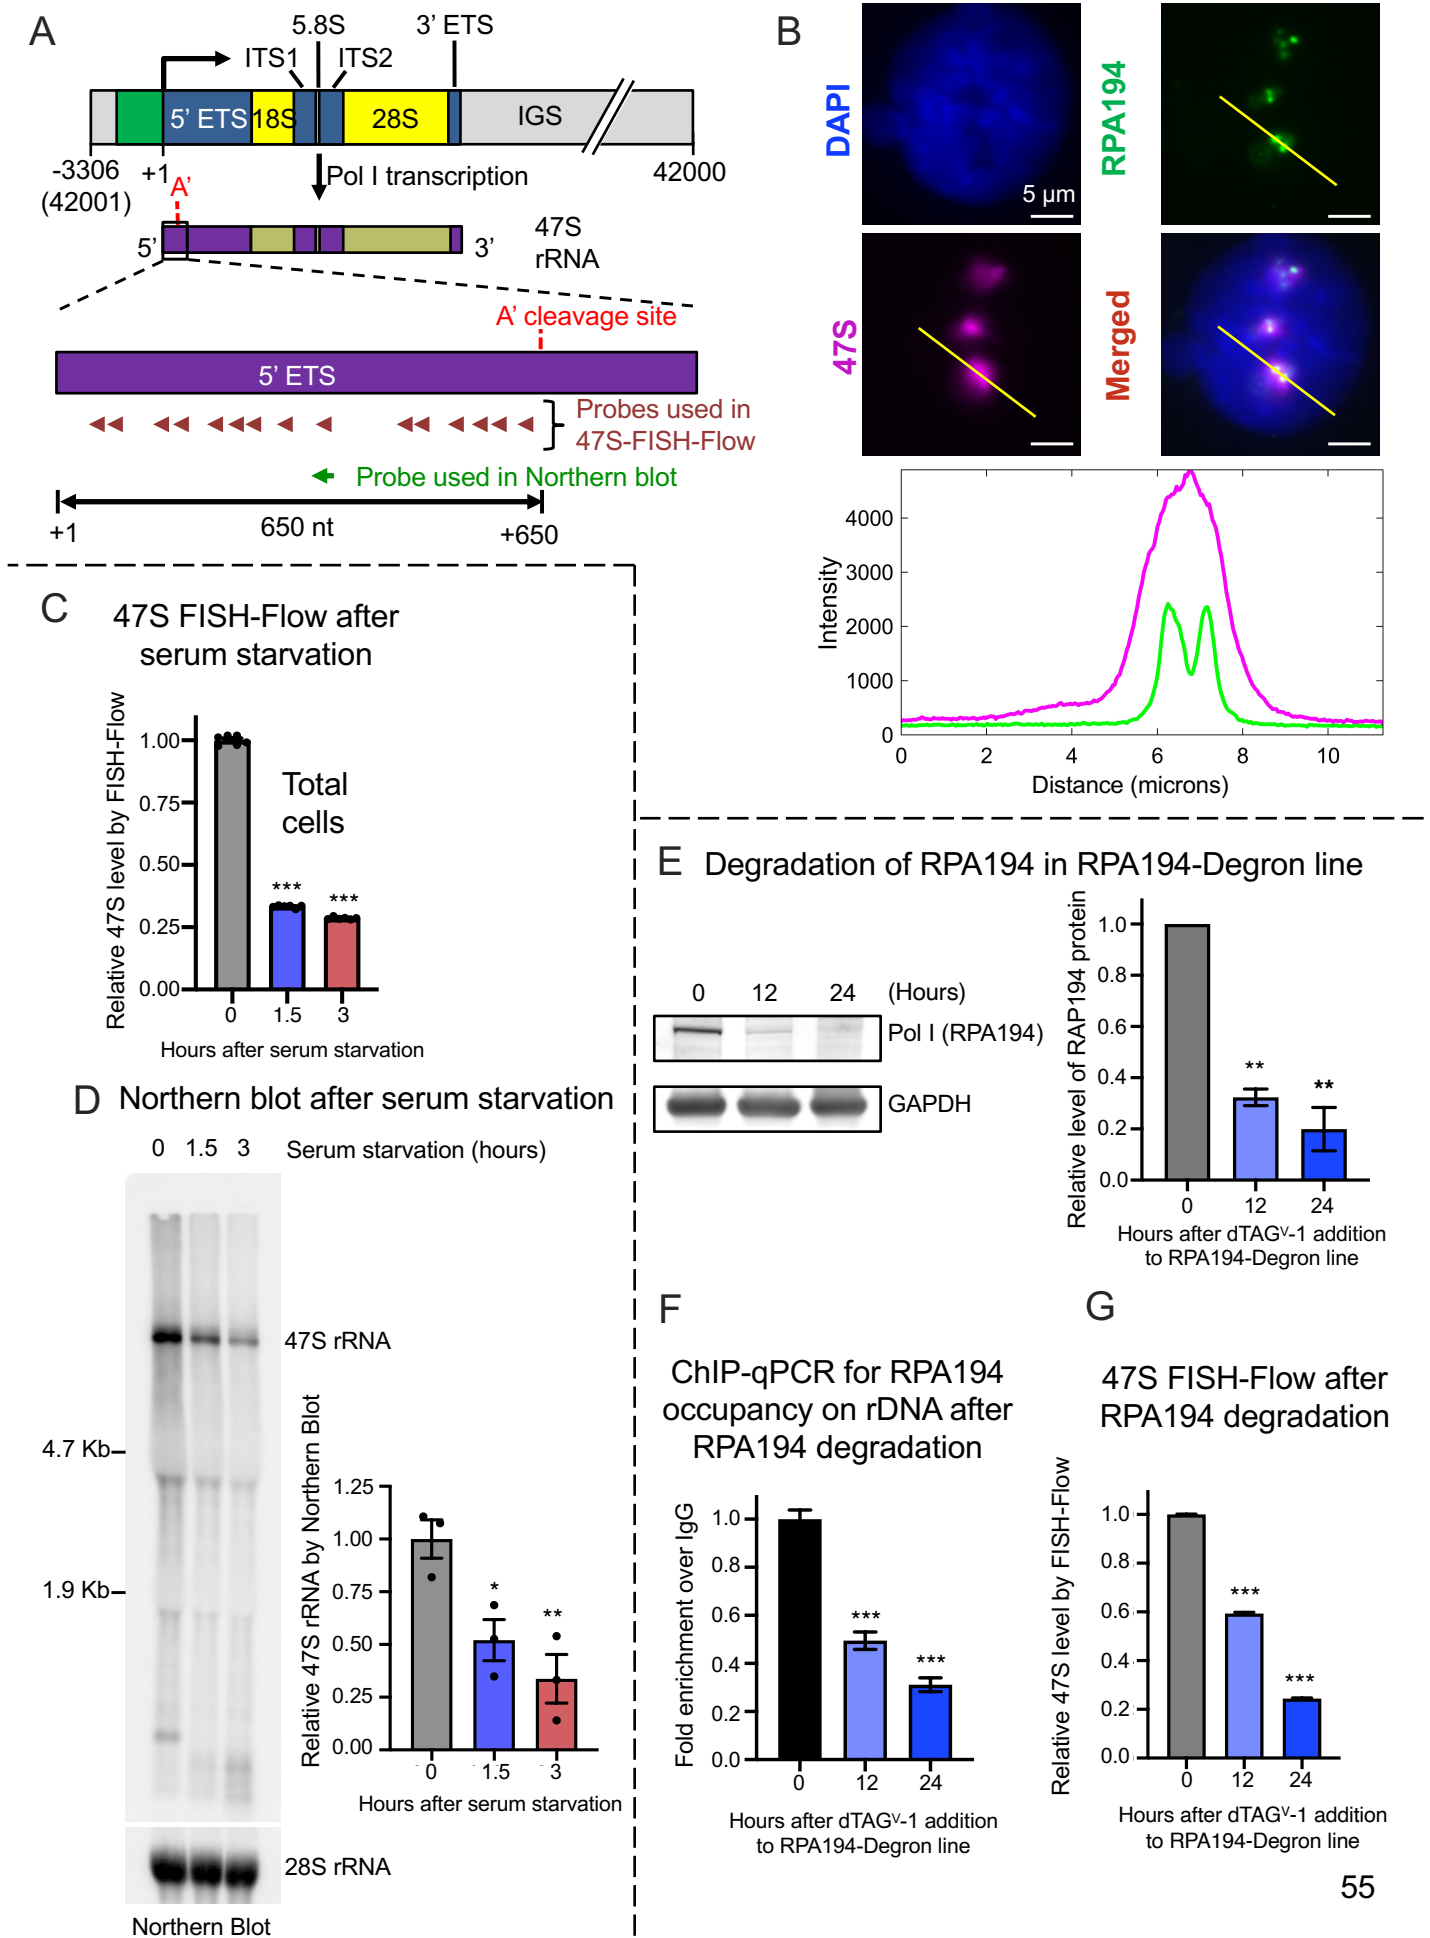 A
5.8S
3’ ETS
ITS1
ITS2
5’ ETS
18S
28S
IGS
-3306
(42001)
+1
42000
A’
Pol I transcription
5’
3’
47S
rRNA
A’ cleavage site
5’ ETS
Probes used in
47S-FISH-Flow
Probe used in Northern blot
+1
650 nt
+650
B
DAPI
5 μm
RPA194
47S
Merged
Intensity
4000
3000
2000
1000
0
0
2
4
6
8
10
Distance (microns)
C
47S FISH-Flow after
serum starvation
Relative 47S level by FISH-Flow
1.00
0.75
0.50
0.25
0.00
Total
cells
***
***
0
1.5
3
Hours after serum starvation
D
Northern blot after serum starvation
0
1.5
3
Serum starvation (hours)
47S rRNA
4.7 Kb
1.9 Kb
28S rRNA
Northern Blot
Relative 47S rRNA by Northern Blot
1.25
1.00
0.75
0.50
0.25
0.00
*
**
0
1.5
3
Hours after serum starvation
E
Degradation of RPA194 in RPA194-Degron line
0
12
24
(Hours)
Pol I (RPA194)
GAPDH
Relative level of RAP194 protein
1.0
0.8
0.6
0.4
0.2
0.0
**
**
0
12
24
Hours after dTAGV-1 addition
to RPA194-Degron line
F
ChIP-qPCR for RPA194
occupancy on rDNA after
RPA194 degradation
Fold enrichment over IgG
1.0
0.8
0.6
0.4
0.2
0.0
***
***
0
12
24
Hours after dTAGV-1 addition
to RPA194-Degron line
G
47S FISH-Flow after
RPA194 degradation
Relative 47S level by FISH-Flow
1.0
0.8
0.6
0.4
0.2
0.0
***
***
0
12
24
Hours after dTAGV-1 addition
to RPA194-Degron line
55